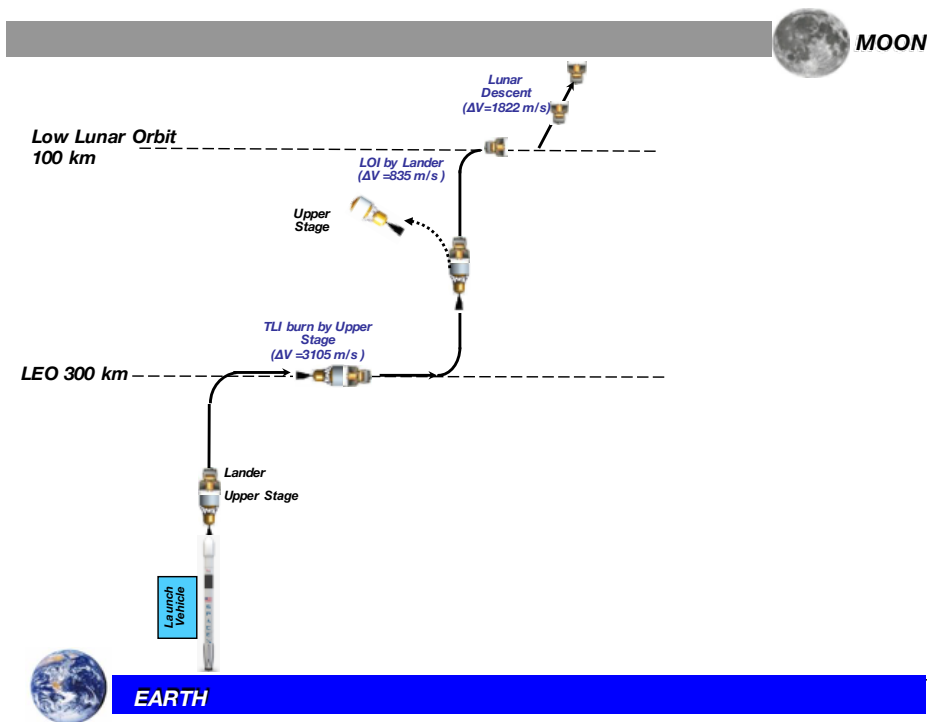 MOON
Lunar
Descent
(ΔV=1822 m/s)
Low Lunar Orbit
100 km
LOI by Lander
(ΔV =835 m/s )
Upper
Stage
TLI burn by Upper
Stage
(ΔV =3105 m/s )
LEO 300 km
Lander
Upper Stage
Launch
Vehicle
EARTH